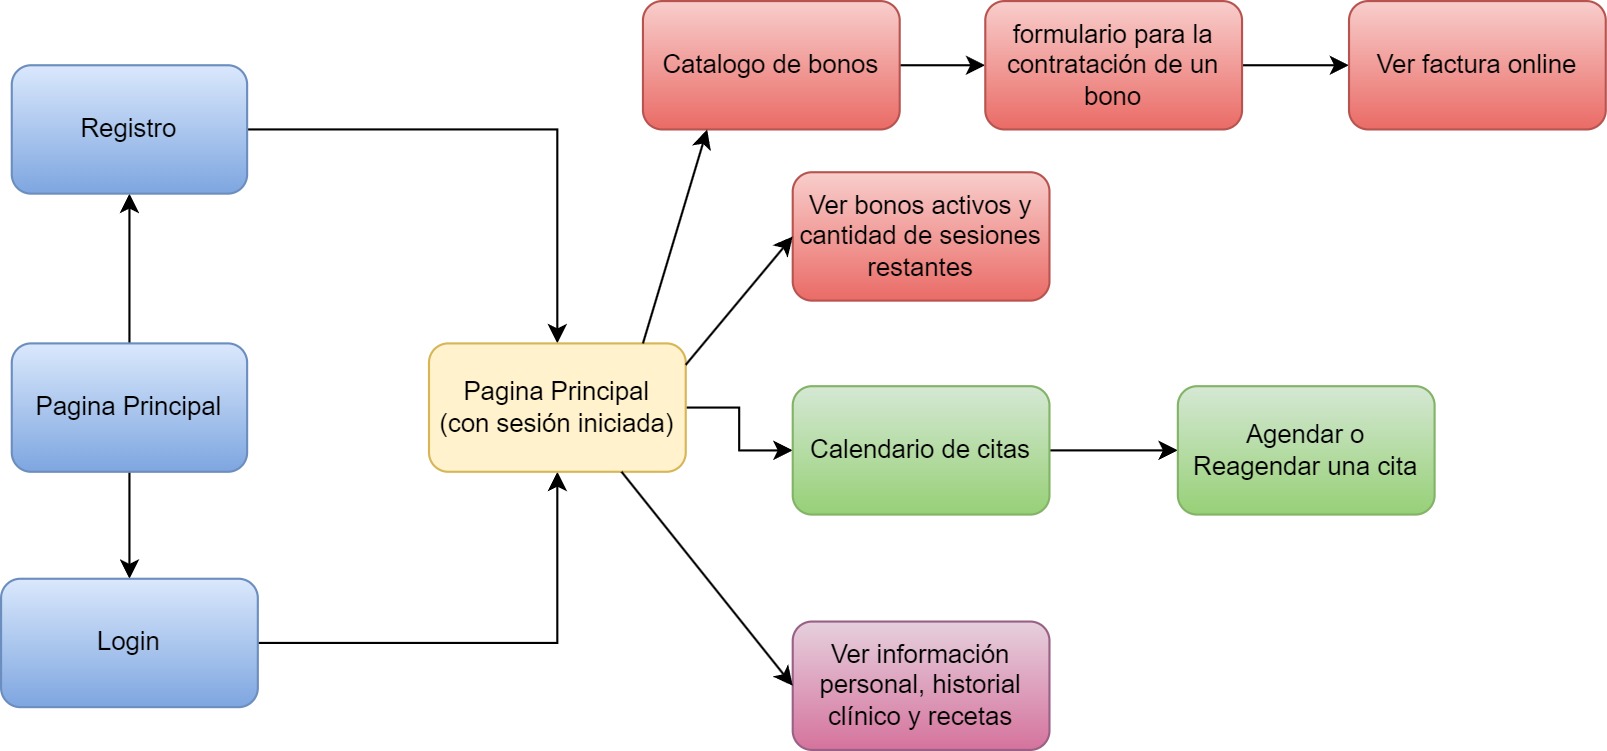 Registro
Pagina Principal
Login
Pagina Principal
(con sesión iniciada)
Catalogo de bonos
formulario para la
contratación de un
bono
Ver factura online
Ver bonos activos y
cantidad de sesiones
restantes
Calendario de citas
Agendar o
Reagendar una cita
Ver información
personal, historial
clínico y recetas